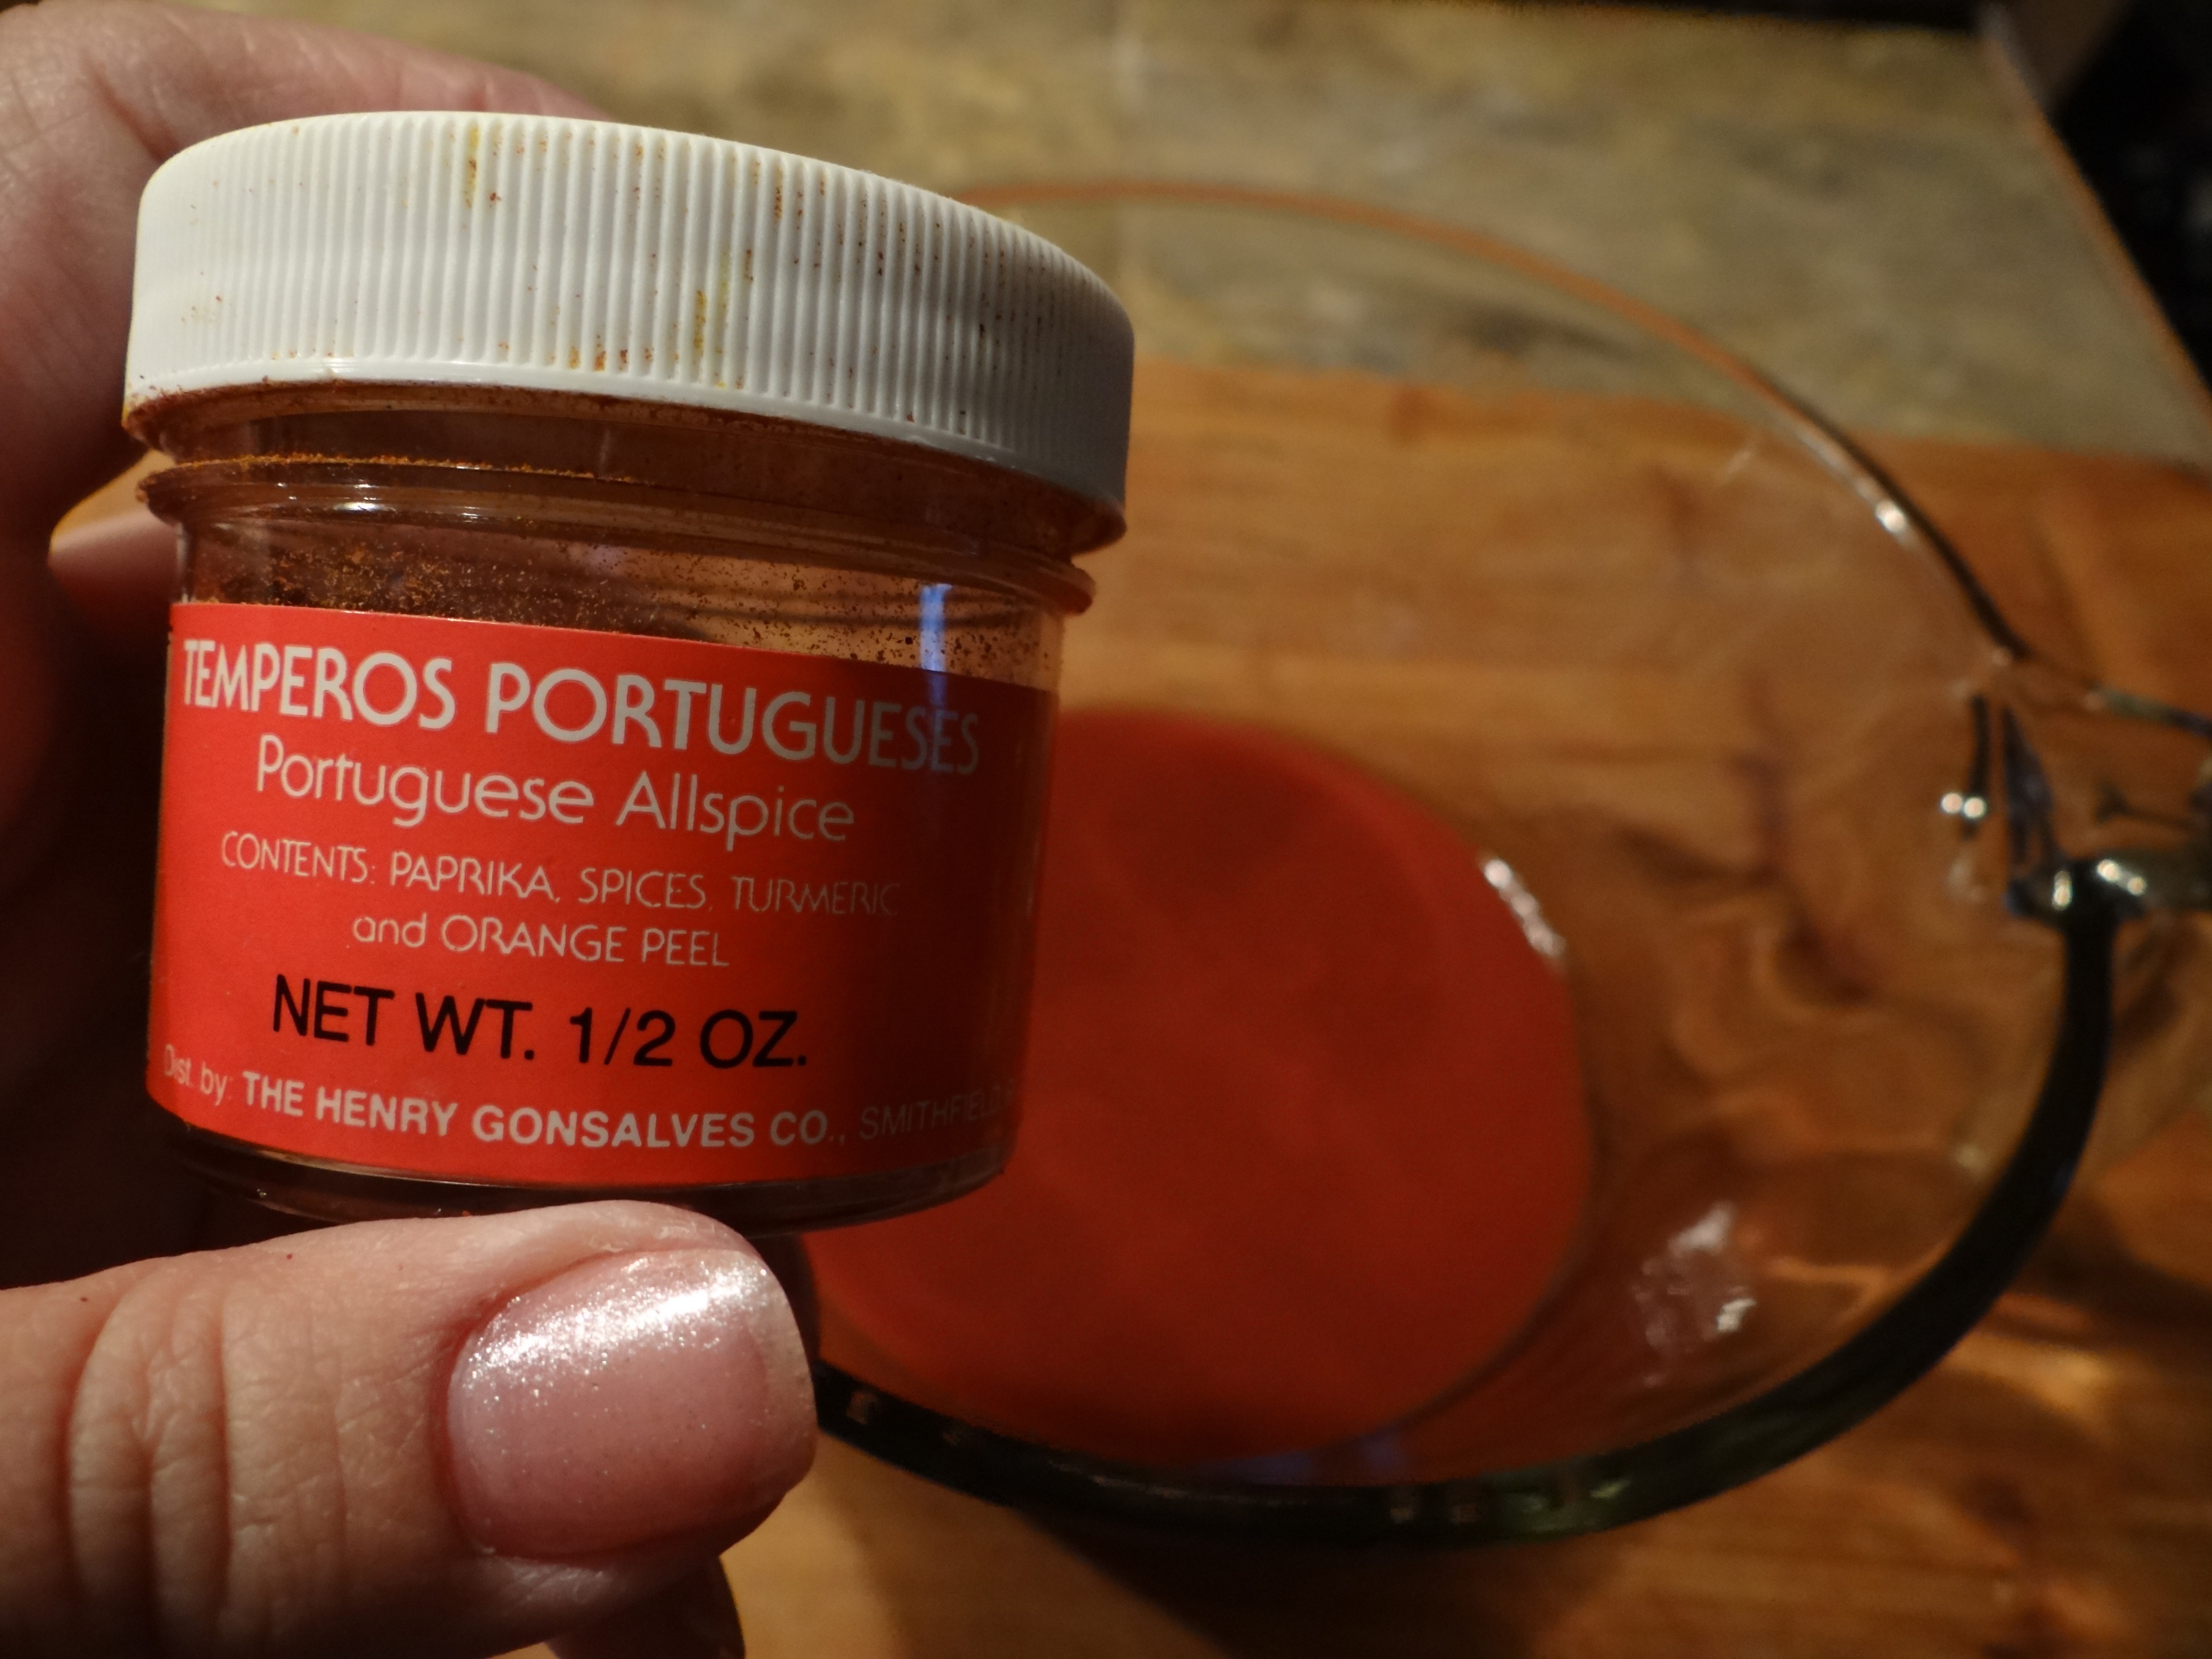 TEMPEROS PORTUGUESES
Portuguese Allspice
CONTENTS: PAPRIKA, SPICES, TURMERIC
and ORANGE PEEL
NET WT. 1/2 OZ.
Dist. by: THE HENRY GONSALVES CO., SMITHFIELD